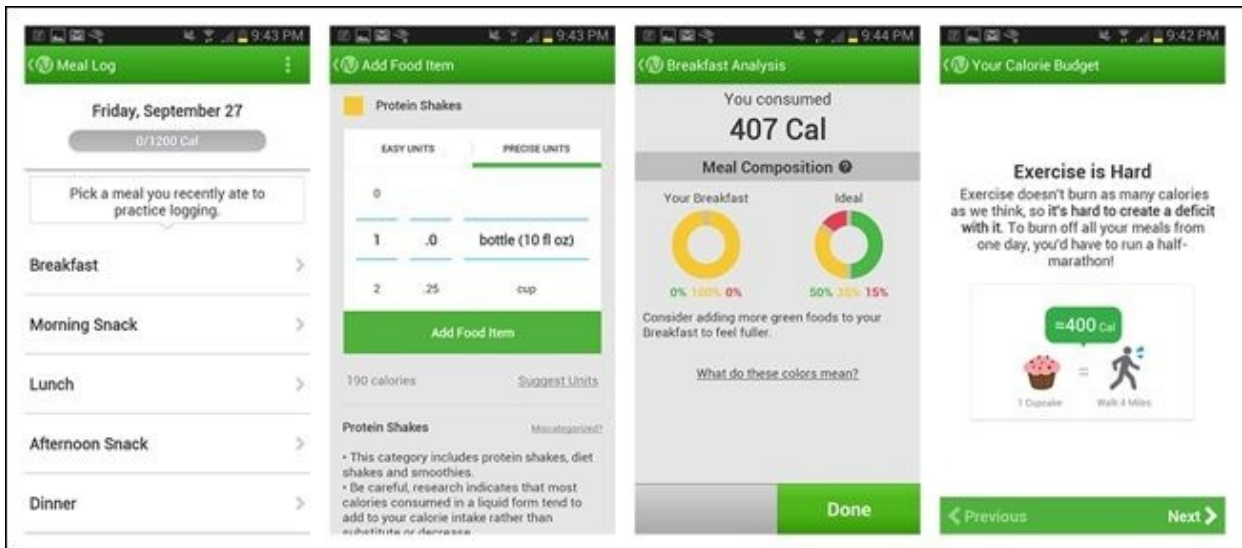 9:43 PM
Meal Log
Friday, September 27
0/1200 Cal
Pick a meal you recently ate to
practice logging.
Breakfast
Morning Snack
Lunch
Afternoon Snack
Dinner
9:43 PM
Add Food Item
Protein Shakes
EASY UNITS PRECISE UNITS
0
1 .0 bottle (10 fl oz)
2 .25 cup
Add Food Item
190 calories Suggest Units
Protein Shakes Miscategorized?
• This category includes protein shakes, diet
shakes and smoothies.
• Be careful, research indicates that most
calories consumed in a liquid form tend to
add to your calorie intake rather than
substitute or decrease
9:44 PM
Breakfast Analysis
You consumed
407 Cal
Meal Composition ?
Your Breakfast Ideal
0% 100% 0% 50% 35% 15%
Consider adding more green foods to your
Breakfast to feel fuller.
What do these colors mean?
Done
9:42 PM
Your Calorie Budget
Exercise is Hard
Exercise doesn't burn as many calories
as we think, so it's hard to create a deficit
with it. To burn off all your meals from
one day, you'd have to run a half-
marathon!
≈400 Cal
=
1 Cupcake Walk 4 Miles
Previous Next